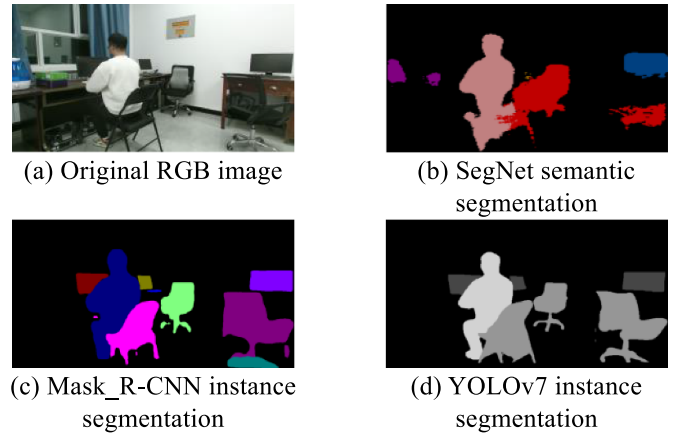 (a) Original RGB image
(b) SegNet semantic
segmentation
(c) Mask_R-CNN instance
segmentation
(d) YOLOv7 instance
segmentation